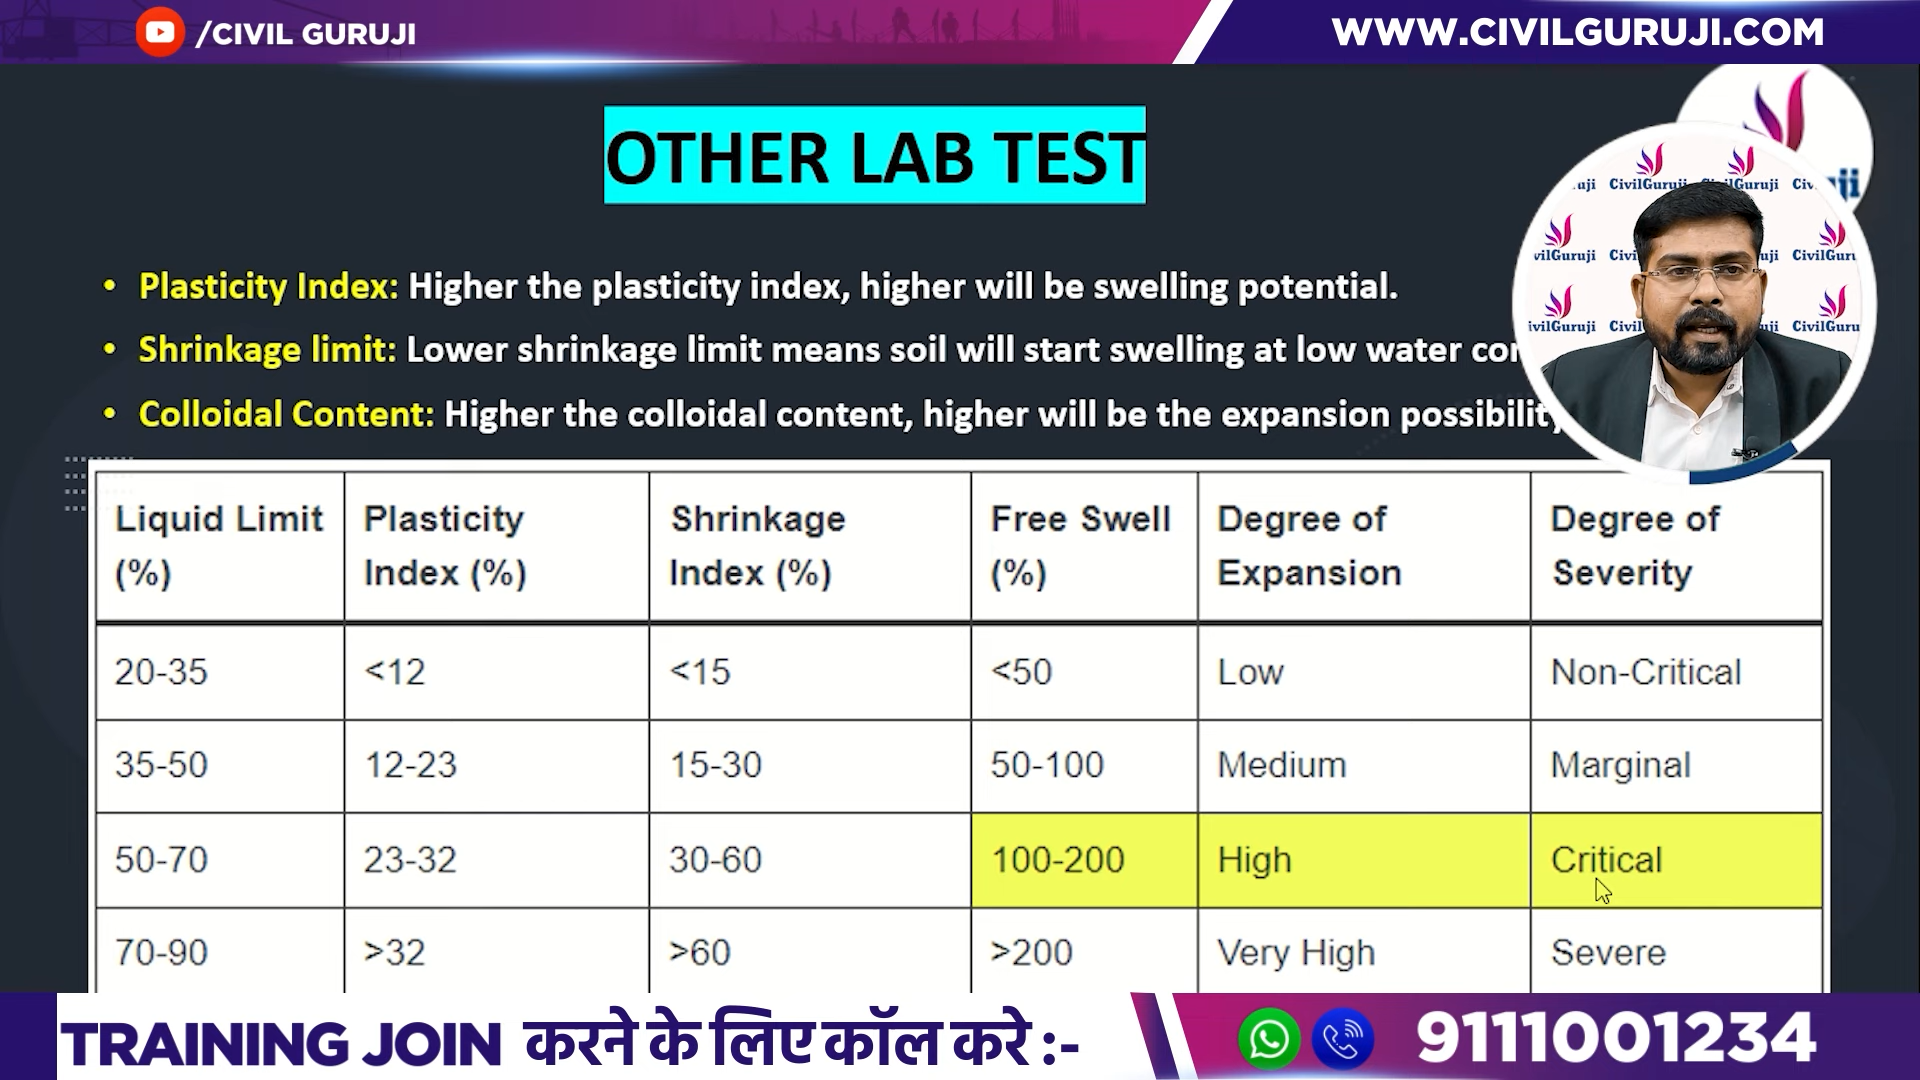 /CIVIL GURUJI
WWW.CIVILGURUJI.COM
OTHER LAB TEST
• Plasticity Index: Higher the plasticity index, higher will be swelling potential.
• Shrinkage limit: Lower shrinkage limit means soil will start swelling at low water
• Colloidal Content: Higher the colloidal content, higher will be the expansion possibility
CivilGuruji
Liquid Limit (%) Plasticity Index (%) Shrinkage Index (%) Free Swell (%) Degree of Expansion Degree of Severity
20-35 <12 <15 <50 Low Non-Critical
35-50 12-23 15-30 50-100 Medium Marginal
50-70 23-32 30-60 100-200 High Critical
70-90 >32 >60 >200 Very High Severe
TRAINING JOIN करने के लिए कॉल करे :- 9111001234